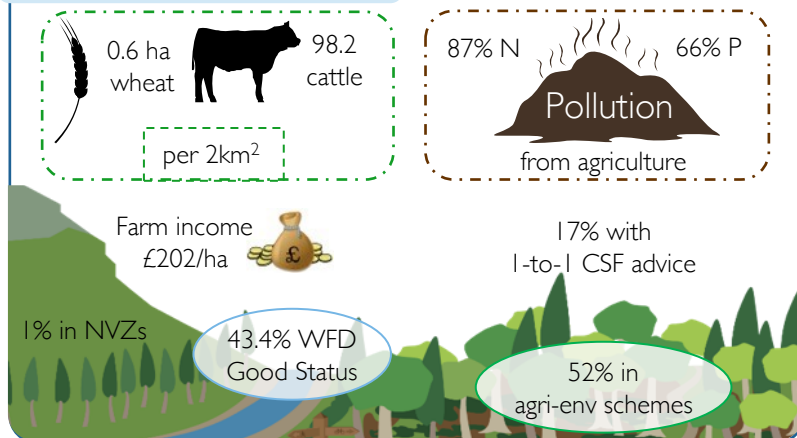 0.6 ha
wheat
98.2
cattle
per 2km²
87% N
66% P
Pollution
from agriculture
Farm income
£202/ha
£
17% with
1-to-1 CSF advice
1% in NVZs
43.4% WFD
Good Status
52% in
agri-env schemes